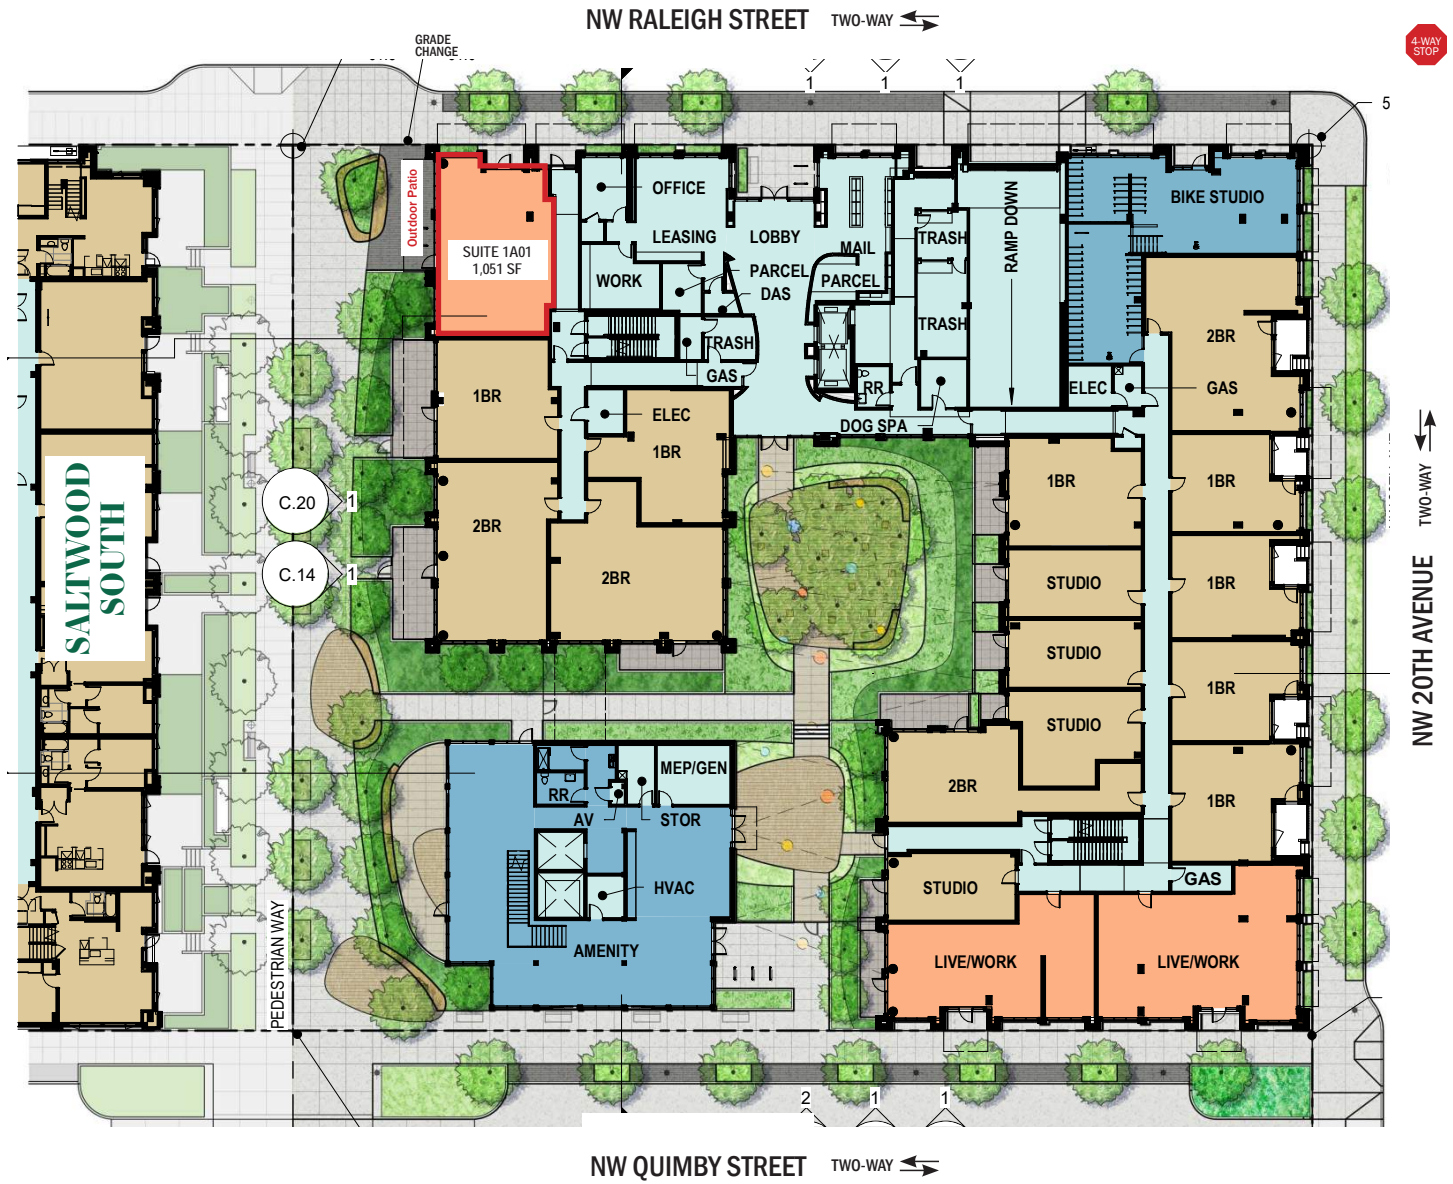 NW RALEIGH STREET TWO-WAY
4-WAY
STOP
GRADE
CHANGE
1 1 1
5
Outdoor Patio
SUITE 1A01
1,051 SF
OFFICE
LEASING
LOBBY
WORK
PARCEL
DAS
MAIL
PARCEL
TRASH
TRASH
TRASH
GAS
RAMP DOWN
BIKE STUDIO
2BR
GAS
ELEC
RR
DOG SPA
1BR
ELEC
1BR
2BR
2BR
1BR
1BR
STUDIO
1BR
STUDIO
1BR
STUDIO
2BR
1BR
GAS
STUDIO
LIVE/WORK
LIVE/WORK
C.20
1
C.14
1
SALTWOOD
SOUTH
PEDESTRIAN WAY
MEP/GEN
RR
AV
STOR
HVAC
AMENITY
TWO-WAY
NW 20TH AVENUE
2 1 1
NW QUIMBY STREET TWO-WAY